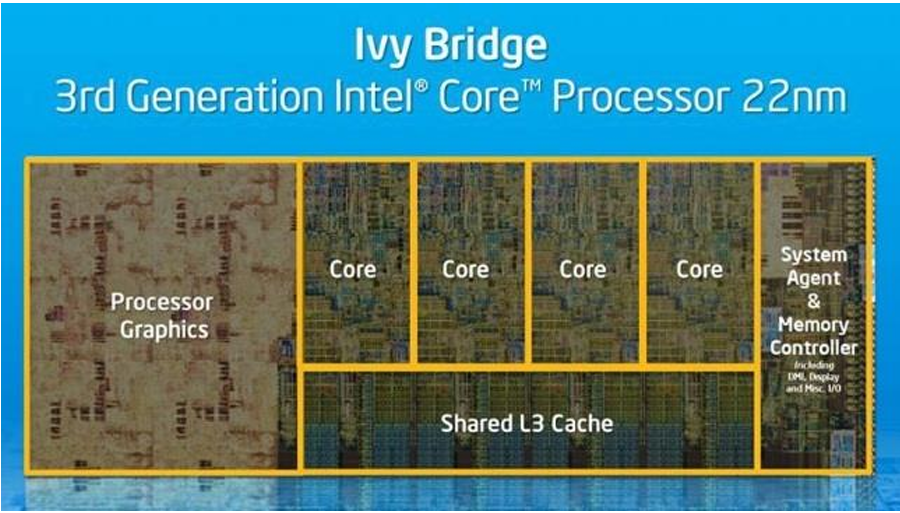 Ivy Bridge
3rd Generation Intel® Core™ Processor 22nm
Processor
Graphics
Core
Core
Core
Core
Shared L3 Cache
System
Agent
&
Memory
Controller
Including
DMI, Display
and Misc. I/O